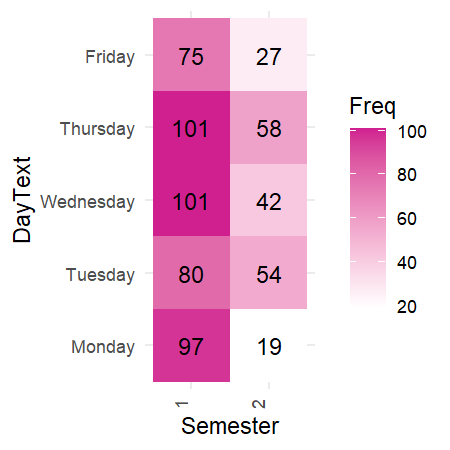 Friday 75 27
Thursday 101 58
Wednesday 101 42
Tuesday 80 54
Monday 97 19
1 2
Semester
DayText
Freq
100
80
60
40
20